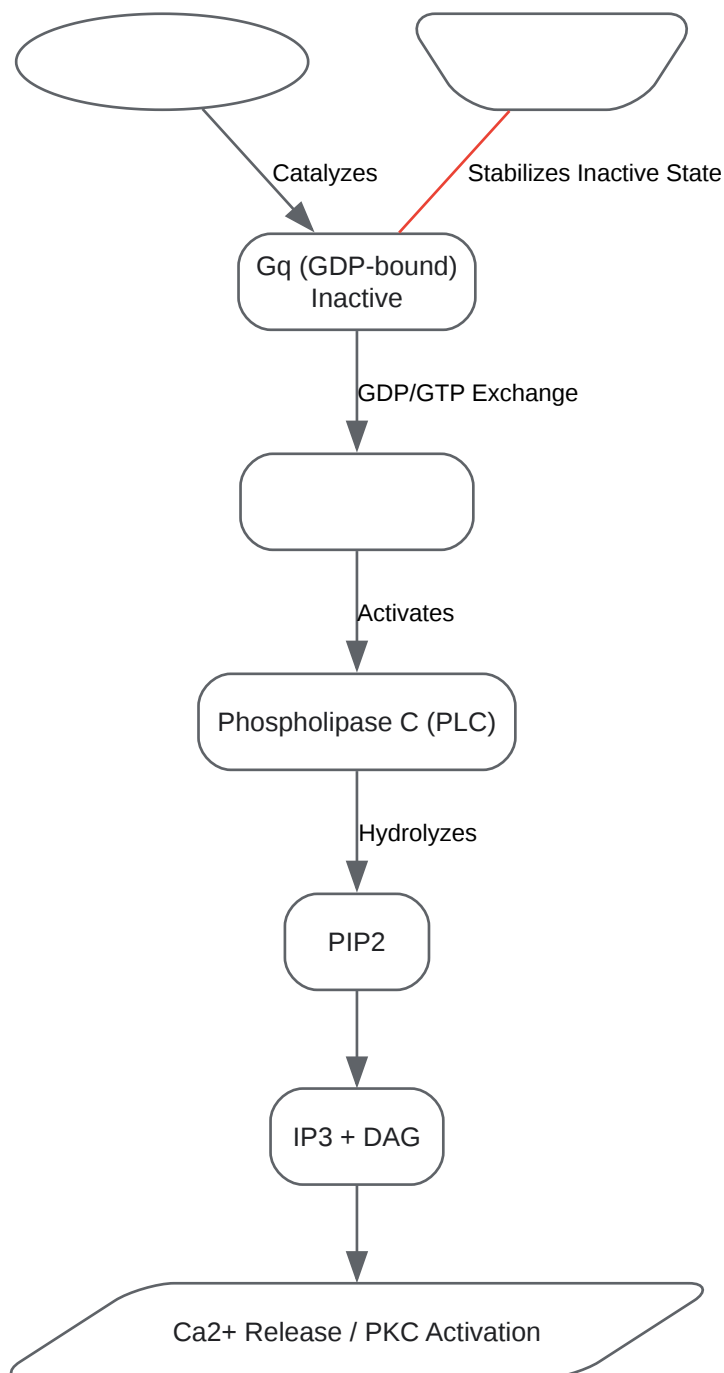 Catalyzes
Stabilizes Inactive State
Gq (GDP-bound)
Inactive
GDP/GTP Exchange
Activates
Phospholipase C (PLC)
Hydrolyzes
PIP2
IP3 + DAG
Ca2+ Release / PKC Activation